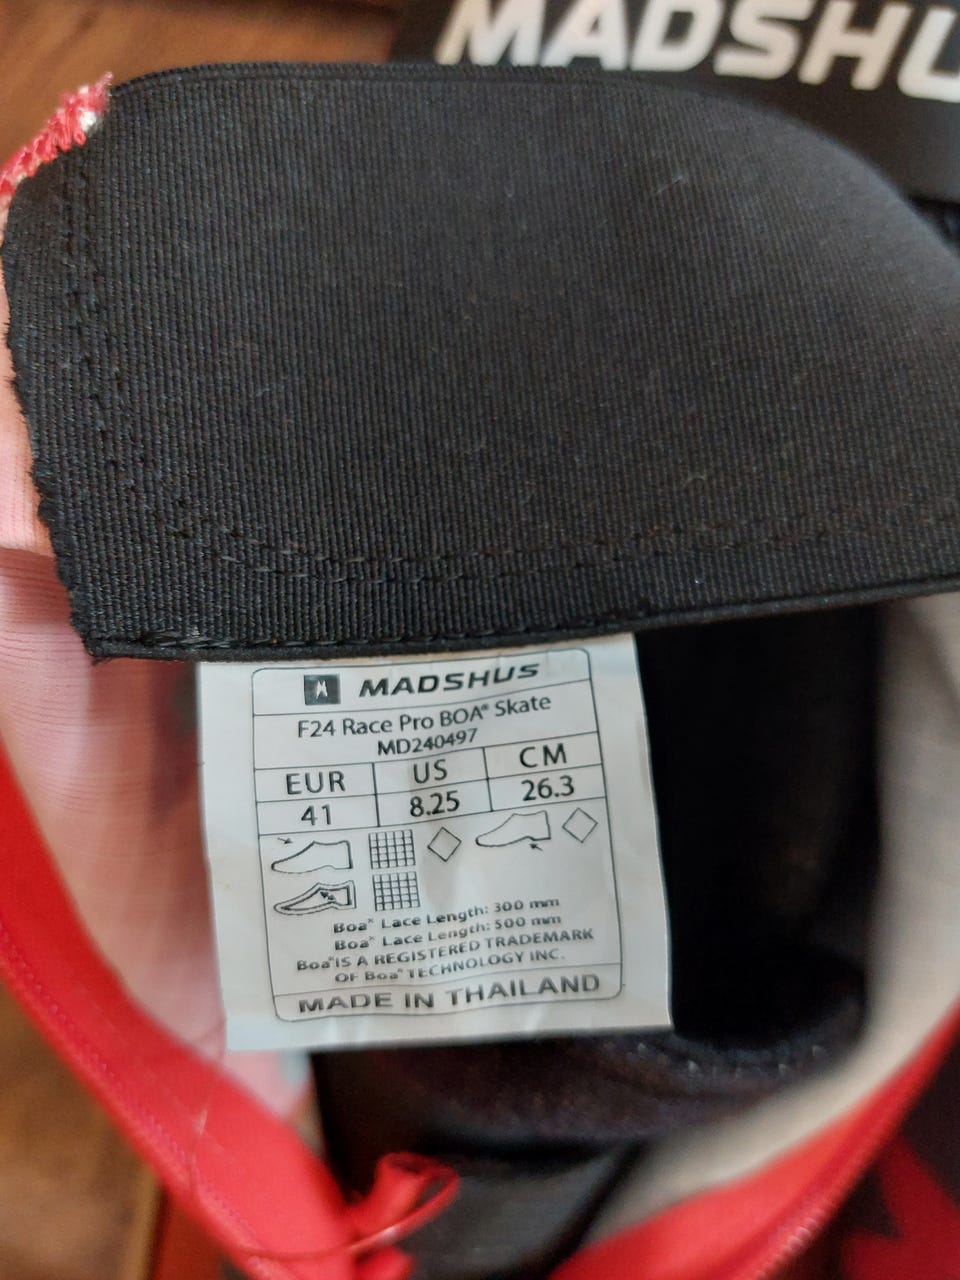 MADSHU
MADSHUS
F24 Race Pro BOA® Skate
MD240497
EUR US CM
41 8.25 26.3
Boa® Lace Length: 300 mm
Boa® Lace Length: 500 mm
Boa® IS A REGISTERED TRADEMARK
OF Boa® TECHNOLOGY INC.
MADE IN THAILAND